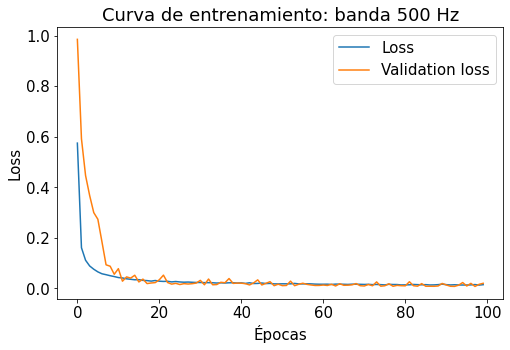 Curva de entrenamiento: banda 500 Hz
Loss
Validation loss
Loss
1.0
0.8
0.6
0.4
0.2
0.0
0 20 40 60 80 100
Épocas